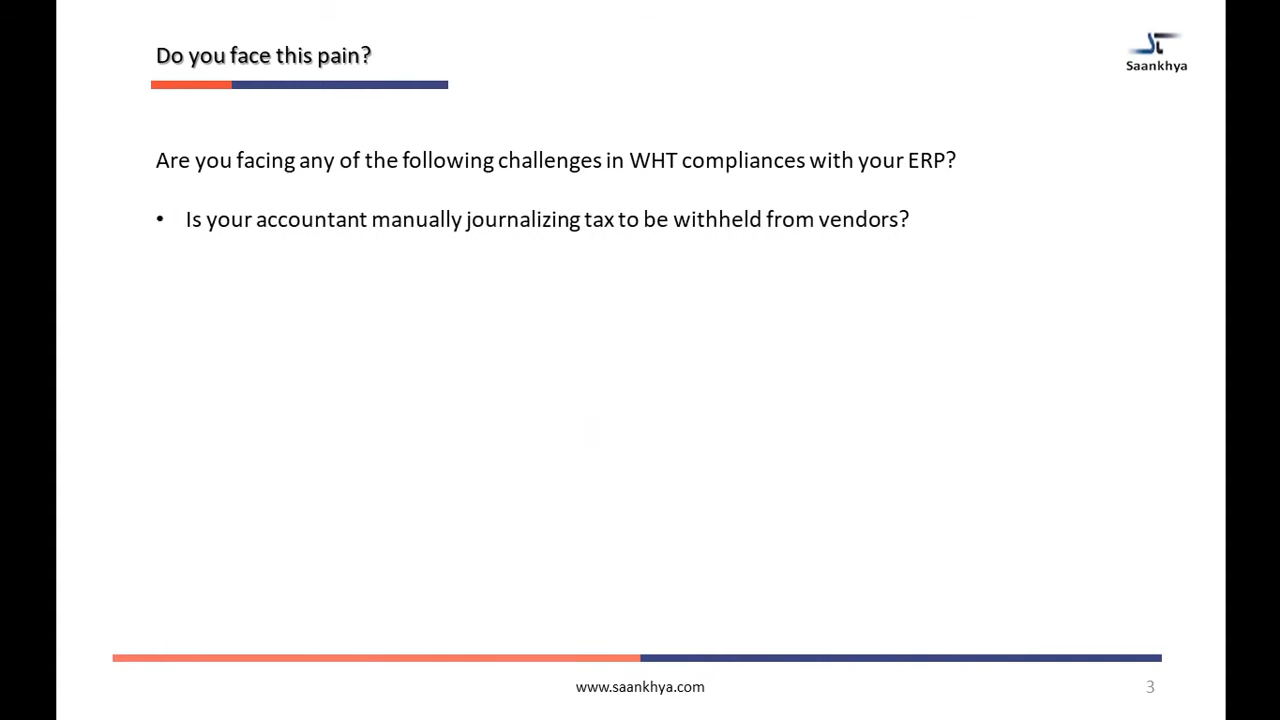 Do you face this pain?
Saankhya
Are you facing any of the following challenges in WHT compliances with your ERP?
• Is your accountant manually journalizing tax to be withheld from vendors?
www.saankhya.com
3